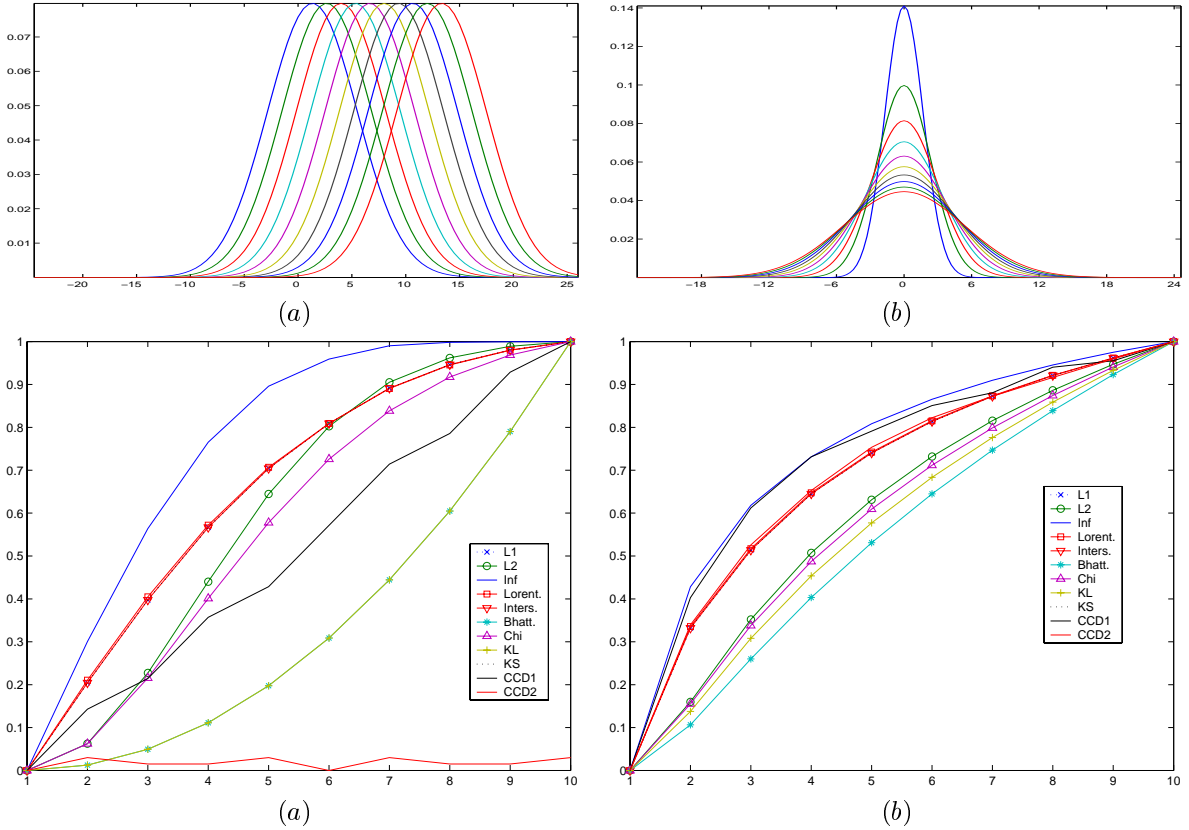 0.07
0.06
0.05
0.04
0.03
0.02
0.01
−20 −15 −10 −5 0 5 10 15 20 25
(a)
0.14
0.12
0.1
0.08
0.06
0.04
0.02
−18 −12 −6 0 6 12 18 24
(b)
1
0.9
0.8
0.7
0.6
0.5
0.4
0.3
0.2
0.1
0
1 2 3 4 5 6 7 8 9 10
L1
L2
Inf
Lorent.
Inters.
Bhatt.
Chi
KL
KS
CCD1
CCD2
(a)
1
0.9
0.8
0.7
0.6
0.5
0.4
0.3
0.2
0.1
0
1 2 3 4 5 6 7 8 9 10
L1
L2
Inf
Lorent.
Inters.
Bhatt.
Chi
KL
KS
CCD1
CCD2
(b)